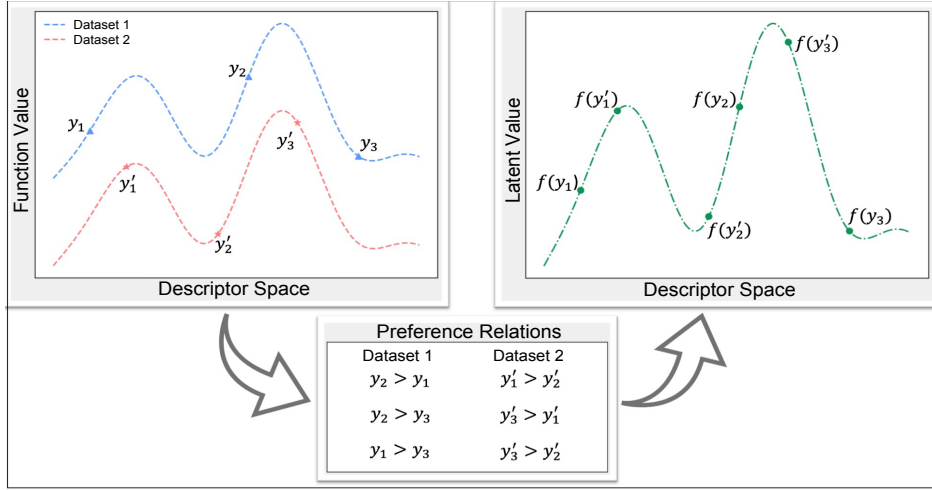 Dataset 1
Dataset 2
y₁
y₂
y₃
y′₁
y′₂
y′₃
Function Value
Descriptor Space
f(y₁)
f(y′₁)
f(y₂)
f(y′₂)
f(y′₃)
f(y₃)
Latent Value
Descriptor Space
Preference Relations
Dataset 1 Dataset 2
y₂ > y₁ y′₁ > y′₂
y₂ > y₃ y′₃ > y′₁
y₁ > y₃ y′₃ > y′₂